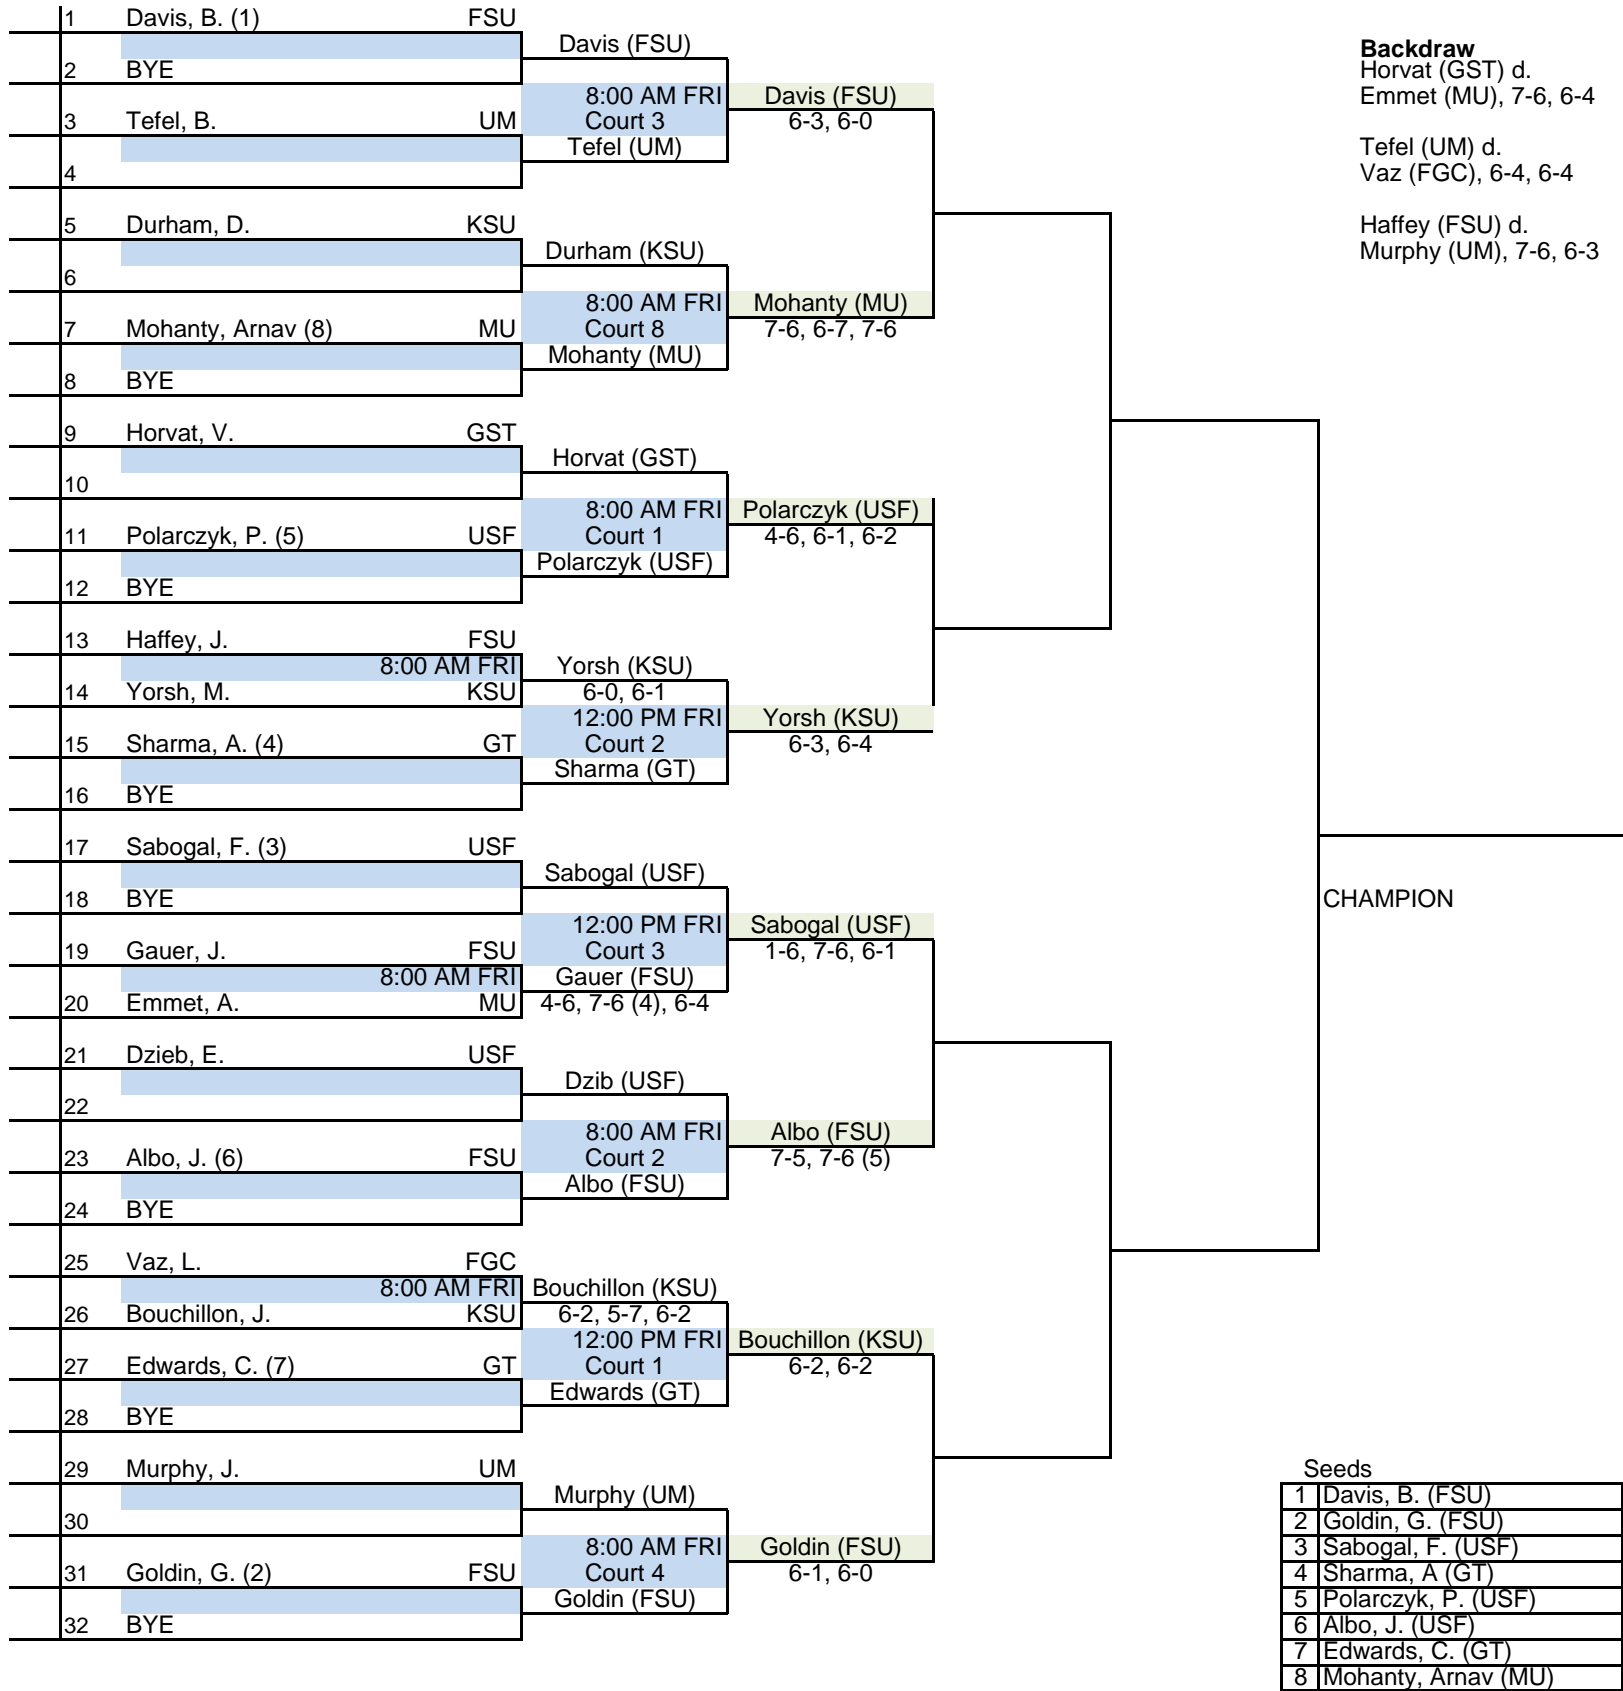 1 Davis, B. (1) FSU
Davis (FSU)
2 BYE
8:00 AM FRI Davis (FSU)
3 Tefel, B. UM Court 3 6-3, 6-0
Tefel (UM)
4
5 Durham, D. KSU
Durham (KSU)
6
8:00 AM FRI Mohanty (MU)
7 Mohanty, Arnav (8) MU Court 8 7-6, 6-7, 7-6
Mohanty (MU)
8 BYE
9 Horvat, V. GST
Horvat (GST)
10
8:00 AM FRI Polarczyk (USF)
11 Polarczyk, P. (5) USF Court 1 4-6, 6-1, 6-2
Polarczyk (USF)
12 BYE
13 Haffey, J. FSU
8:00 AM FRI Yorsh (KSU)
14 Yorsh, M. KSU 6-0, 6-1
12:00 PM FRI Yorsh (KSU)
15 Sharma, A. (4) GT Court 2 6-3, 6-4
Sharma (GT)
16 BYE
17 Sabogal, F. (3) USF
Sabogal (USF)
18 BYE
12:00 PM FRI Sabogal (USF)
19 Gauer, J. FSU Court 3 1-6, 7-6, 6-1
8:00 AM FRI Gauer (FSU)
20 Emmet, A. MU 4-6, 7-6 (4), 6-4
21 Dzieb, E. USF
Dzib (USF)
22
8:00 AM FRI Albo (FSU)
23 Albo, J. (6) FSU Court 2 7-5, 7-6 (5)
Albo (FSU)
24 BYE
25 Vaz, L. FGC
8:00 AM FRI Bouchillon (KSU)
26 Bouchillon, J. KSU 6-2, 5-7, 6-2
12:00 PM FRI Bouchillon (KSU)
27 Edwards, C. (7) GT Court 1 6-2, 6-2
Edwards (GT)
28 BYE
29 Murphy, J. UM
Murphy (UM)
30
8:00 AM FRI Goldin (FSU)
31 Goldin, G. (2) FSU Court 4 6-1, 6-0
Goldin (FSU)
32 BYE
Backdraw
Horvat (GST) d.
Emmet (MU), 7-6, 6-4
Tefel (UM) d.
Vaz (FGC), 6-4, 6-4
Haffey (FSU) d.
Murphy (UM), 7-6, 6-3
CHAMPION
Seeds
1 Davis, B. (FSU)
2 Goldin, G. (FSU)
3 Sabogal, F. (USF)
4 Sharma, A (GT)
5 Polarczyk, P. (USF)
6 Albo, J. (USF)
7 Edwards, C. (GT)
8 Mohanty, Arnav (MU)